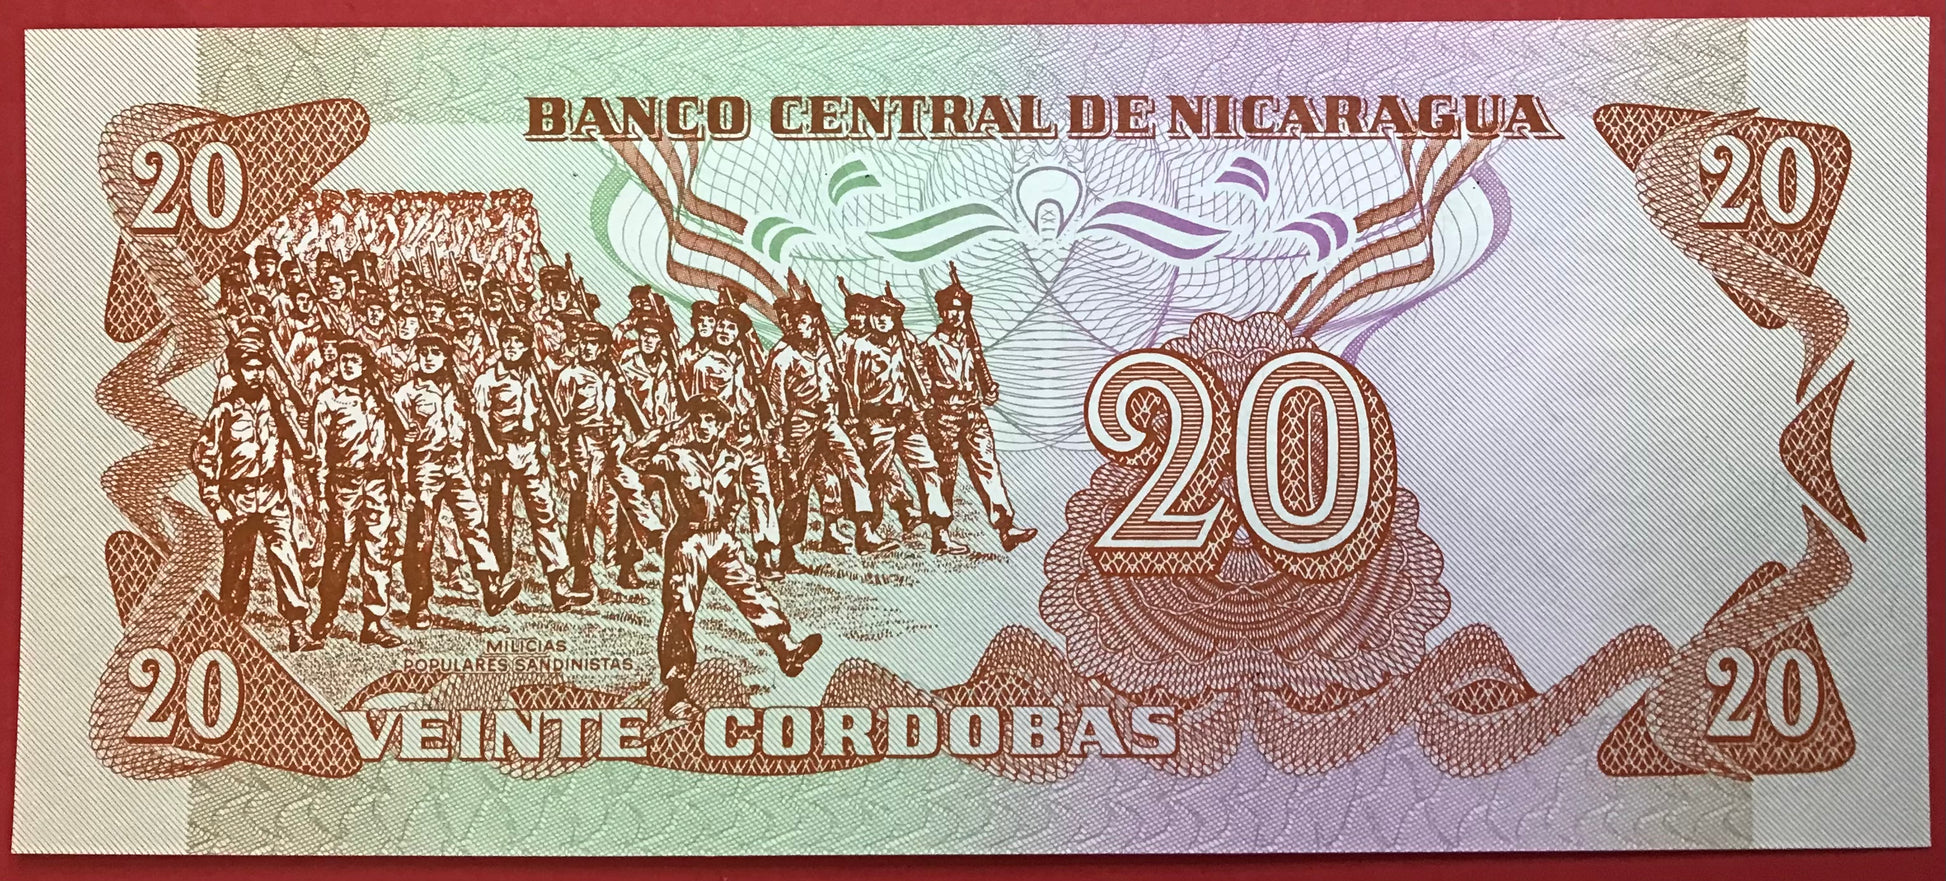 BANCO CENTRAL DE NICARAGUA
20
20
20
MILICIAS
POPULARES SANDINISTAS
20
VEINTE CORDOBAS
20